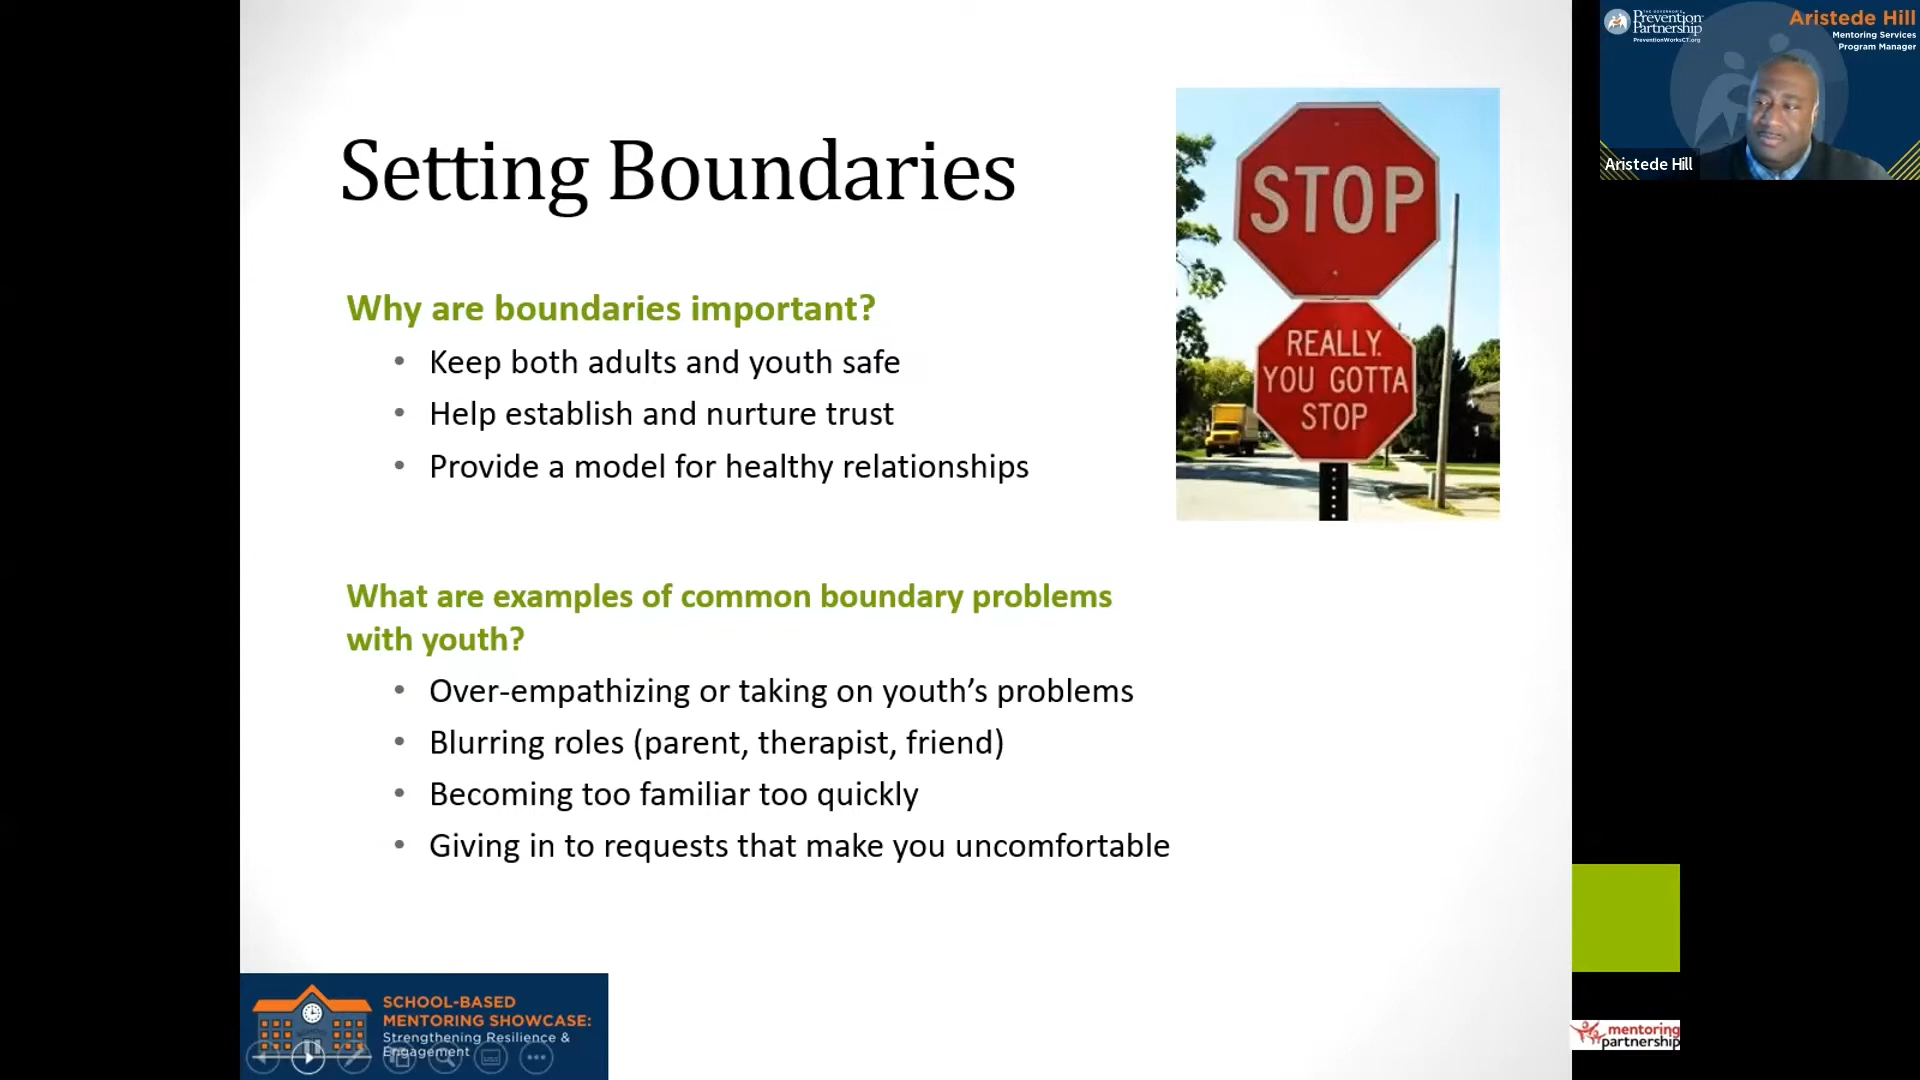 Setting Boundaries
Why are boundaries important?
• Keep both adults and youth safe
• Help establish and nurture trust
• Provide a model for healthy relationships
What are examples of common boundary problems
with youth?
• Over-empathizing or taking on youth’s problems
• Blurring roles (parent, therapist, friend)
• Becoming too familiar too quickly
• Giving in to requests that make you uncomfortable
STOP
REALLY.
YOU GOTTA
STOP
SCHOOL-BASED
MENTORING SHOWCASE:
Strengthening Resilience &
Engagement
THE GOVERNOR'S
Prevention
Partnership
PreventionWorksCT.org
Aristede Hill
Mentoring Services
Program Manager
Aristede Hill
mentoring
partnership